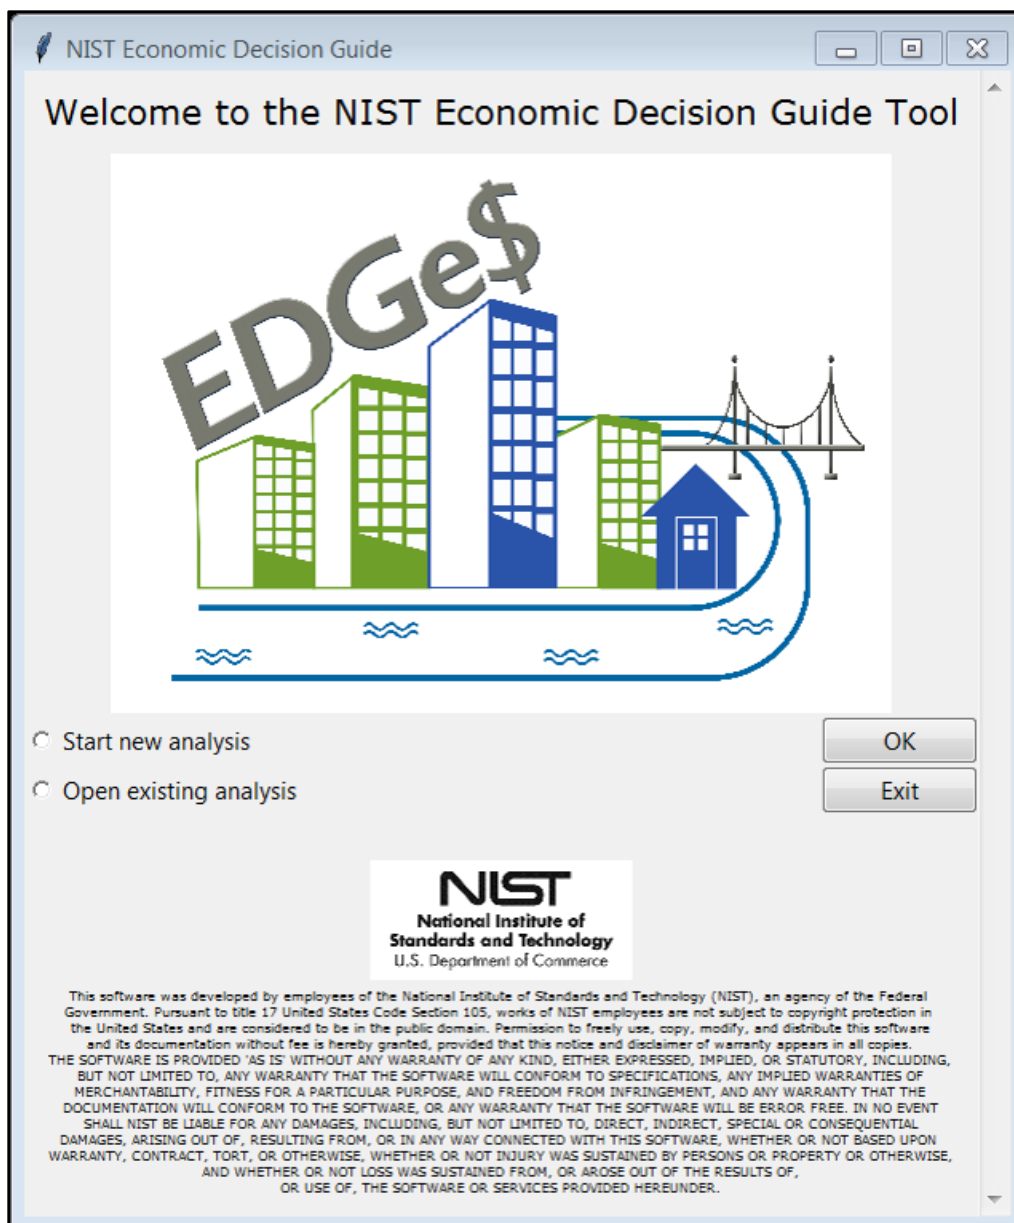 NIST Economic Decision Guide
Welcome to the NIST Economic Decision Guide Tool
EDGe$
Start new analysis
OK
Open existing analysis
Exit
NIST
National Institute of
Standards and Technology
U.S. Department of Commerce
This software was developed by employees of the National Institute of Standards and Technology (NIST), an agency of the Federal
Government. Pursuant to title 17 United States Code Section 105, works of NIST employees are not subject to copyright protection in
the United States and are considered to be in the public domain. Permission to freely use, copy, modify, and distribute this software
and its documentation without fee is hereby granted, provided that this notice and disclaimer of warranty appears in all copies.
THE SOFTWARE IS PROVIDED 'AS IS' WITHOUT ANY WARRANTY OF ANY KIND, EITHER EXPRESSED, IMPLIED, OR STATUTORY, INCLUDING,
BUT NOT LIMITED TO, ANY WARRANTY THAT THE SOFTWARE WILL CONFORM TO SPECIFICATIONS, ANY IMPLIED WARRANTIES OF
MERCHANTABILITY, FITNESS FOR A PARTICULAR PURPOSE, AND FREEDOM FROM INFRINGEMENT, AND ANY WARRANTY THAT THE
DOCUMENTATION WILL CONFORM TO THE SOFTWARE, OR ANY WARRANTY THAT THE SOFTWARE WILL BE ERROR FREE. IN NO EVENT
SHALL NIST BE LIABLE FOR ANY DAMAGES, INCLUDING, BUT NOT LIMITED TO, DIRECT, INDIRECT, SPECIAL OR CONSEQUENTIAL
DAMAGES, ARISING OUT OF, RESULTING FROM, OR IN ANY WAY CONNECTED WITH THIS SOFTWARE, WHETHER OR NOT BASED UPON
WARRANTY, CONTRACT, TORT, OR OTHERWISE, WHETHER OR NOT INJURY WAS SUSTAINED BY PERSONS OR PROPERTY OR OTHERWISE,
AND WHETHER OR NOT LOSS WAS SUSTAINED FROM, OR AROSE OUT OF THE RESULTS OF,
OR USE OF, THE SOFTWARE OR SERVICES PROVIDED HEREUNDER.